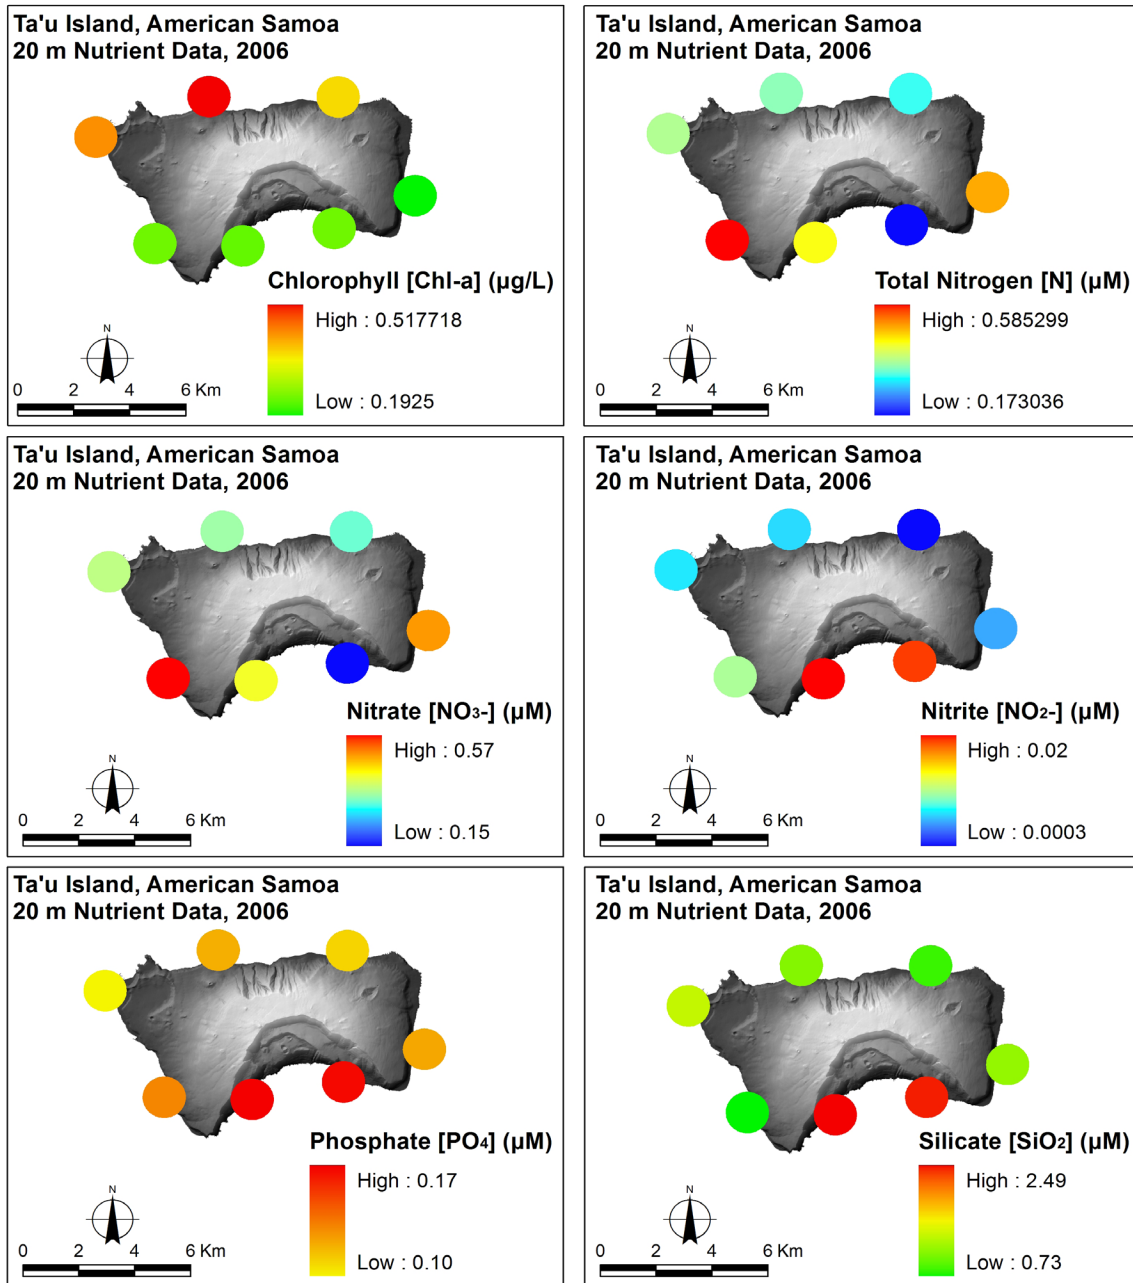 Ta'u Island, American Samoa
20 m Nutrient Data, 2006
Chlorophyll [Chl-a] (µg/L)
High : 0.517718
Low : 0.1925
N
0 2 4 6 Km
Ta'u Island, American Samoa
20 m Nutrient Data, 2006
Total Nitrogen [N] (µM)
High : 0.585299
Low : 0.173036
N
0 2 4 6 Km
Ta'u Island, American Samoa
20 m Nutrient Data, 2006
Nitrate [NO3-] (µM)
High : 0.57
Low : 0.15
N
0 2 4 6 Km
Ta'u Island, American Samoa
20 m Nutrient Data, 2006
Nitrite [NO2-] (µM)
High : 0.02
Low : 0.0003
N
0 2 4 6 Km
Ta'u Island, American Samoa
20 m Nutrient Data, 2006
Phosphate [PO4] (µM)
High : 0.17
Low : 0.10
N
0 2 4 6 Km
Ta'u Island, American Samoa
20 m Nutrient Data, 2006
Silicate [SiO2] (µM)
High : 2.49
Low : 0.73
N
0 2 4 6 Km